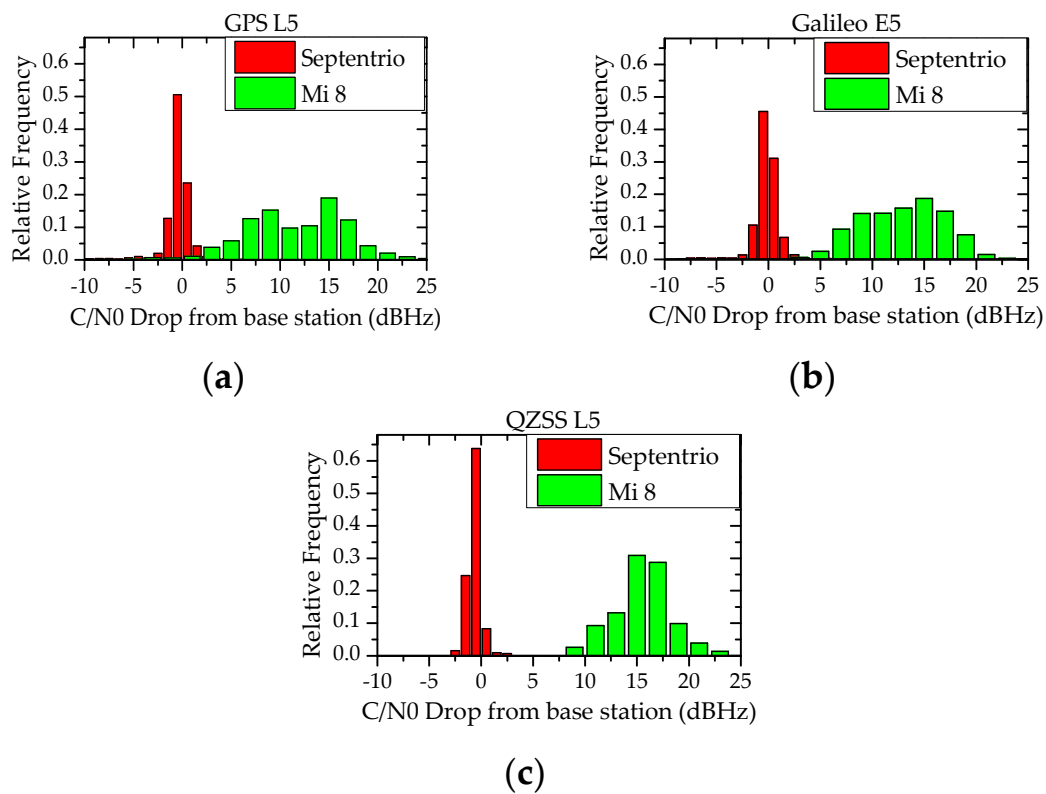 GPS L5
Septentrio
Mi 8
Relative Frequency
0.6
0.5
0.4
0.3
0.2
0.1
0.0
-10 -5 0 5 10 15 20 25
C/N0 Drop from base station (dBHz)
(a)
Galileo E5
Septentrio
Mi 8
Relative Frequency
0.6
0.5
0.4
0.3
0.2
0.1
0.0
-10 -5 0 5 10 15 20 25
C/N0 Drop from base station (dBHz)
(b)
QZSS L5
Septentrio
Mi 8
Relative Frequency
0.6
0.5
0.4
0.3
0.2
0.1
0.0
-10 -5 0 5 10 15 20 25
C/N0 Drop from base station (dBHz)
(c)